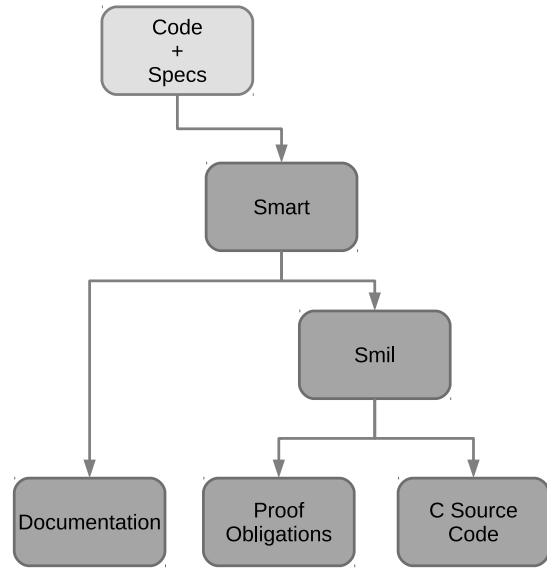 Code
+
Specs
Smart
Smil
Documentation
Proof
Obligations
C Source
Code